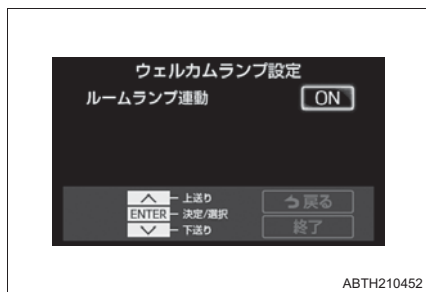 ウェルカムランプ設定
ルームランプ連動 ON
上送り
ENTER 決定/選択
下送り
戻る
終了
ABTH210452